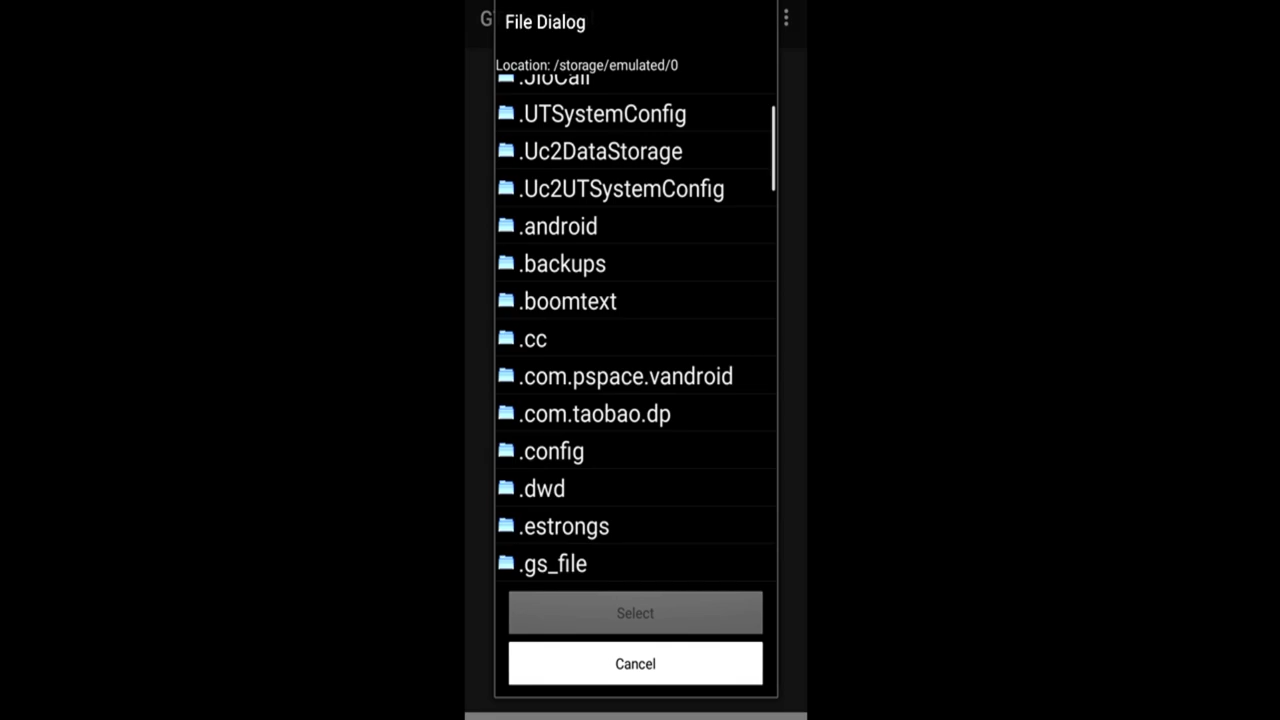 File Dialog
Location: /storage/emulated/0
.JioCall
.UTSystemConfig
.Uc2DataStorage
.Uc2UTSystemConfig
.android
.backups
.boomtext
.cc
.com.pspace.vandroid
.com.taobao.dp
.config
.dwd
.estrongs
.gs_file
Select
Cancel